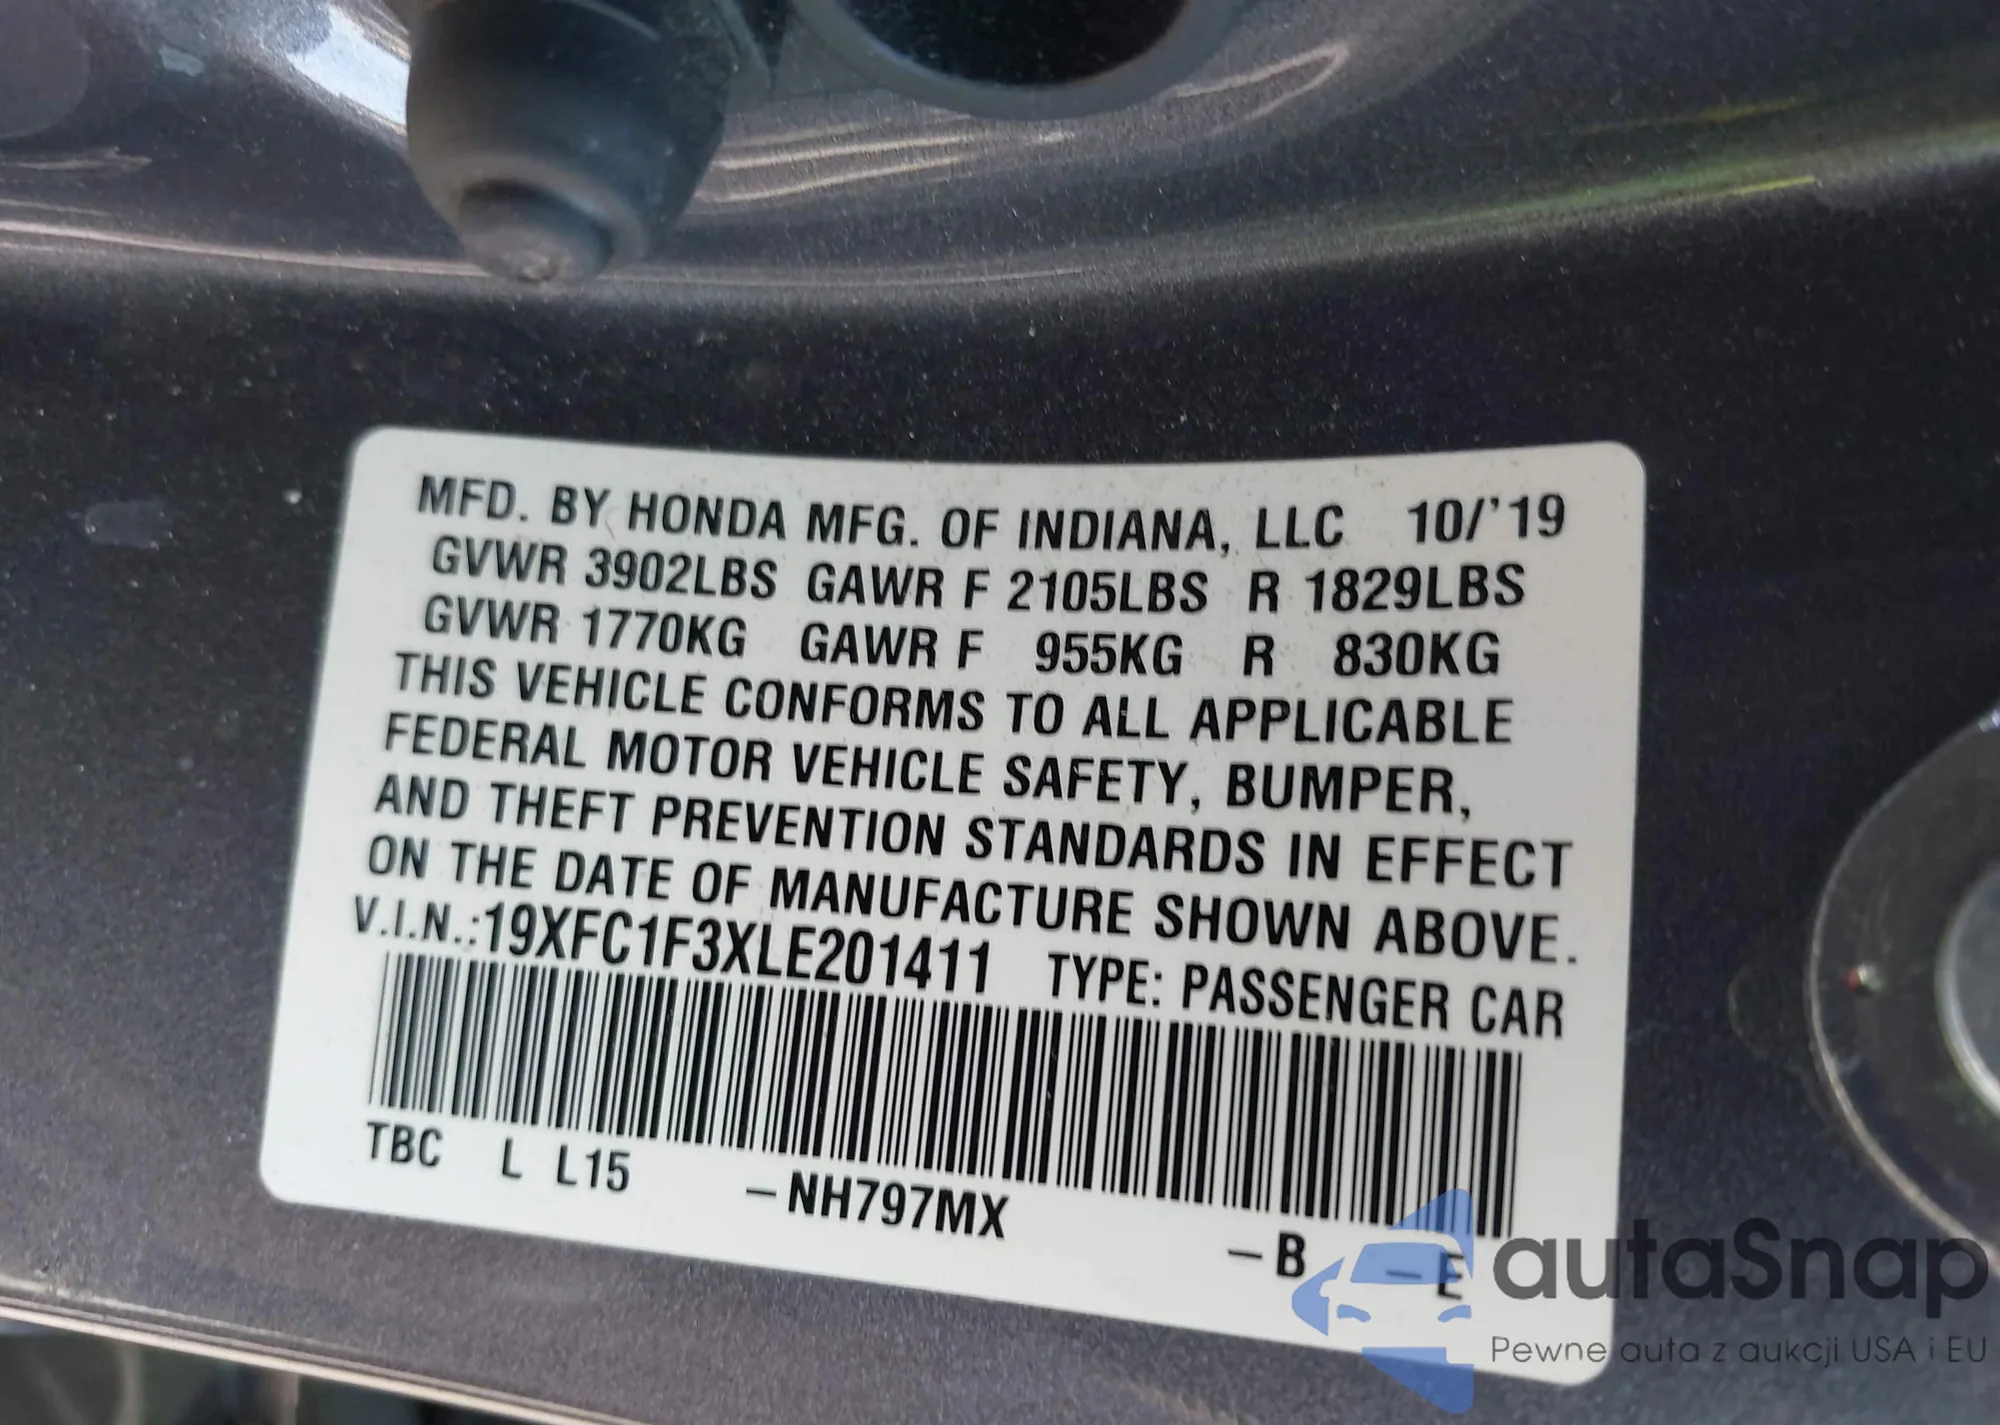 MFD. BY HONDA MFG. OF INDIANA, LLC 10/'19
GVWR 3902LBS GAWR F 2105LBS R 1829LBS
GVWR 1770KG GAWR F 955KG R 830KG
THIS VEHICLE CONFORMS TO ALL APPLICABLE
FEDERAL MOTOR VEHICLE SAFETY, BUMPER,
AND THEFT PREVENTION STANDARDS IN EFFECT
ON THE DATE OF MANUFACTURE SHOWN ABOVE.
V.I.N.:19XFC1F3XLE201411 TYPE: PASSENGER CAR
TBC L L15 -NH797MX -B -E
autaSnap
Pewne auta z aukcji USA i EU